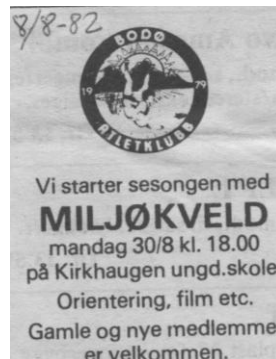 8/8-82
BODØ
19 79
ATLETKLUBB
Vi starter sesongen med
MILJØKVELD
mandag 30/8 kl. 18.00
på Kirkhaugen ungd.skole
Orientering, film etc.
Gamle og nye medlemme
er velkommen.